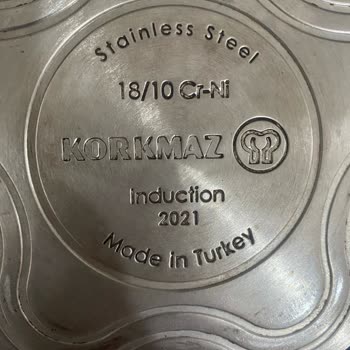 Stainless Steel
18/10 Cr-Ni
KORKMAZ
Induction
2021
Made in Turkey